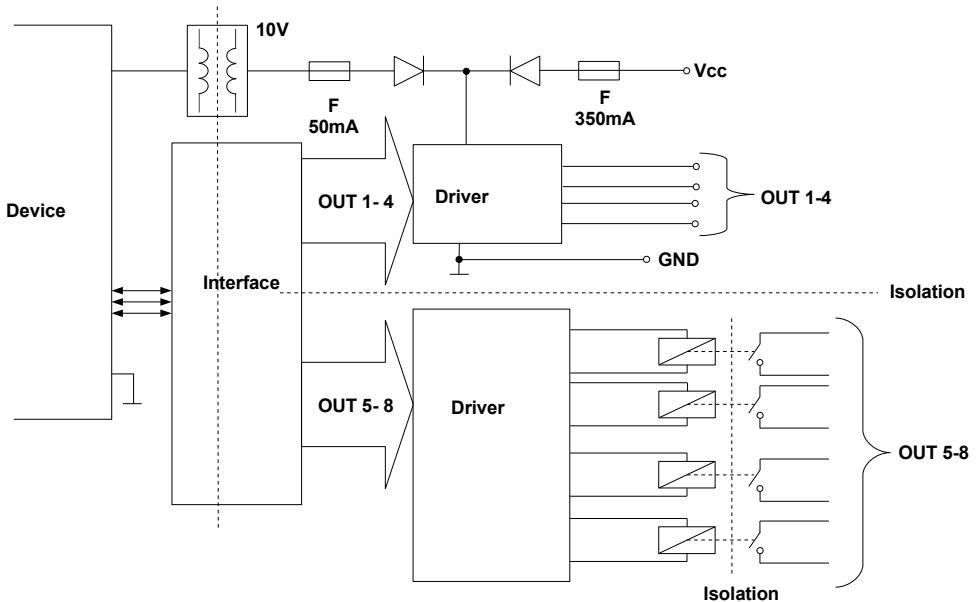 10V
Vcc
F
50mA
F
350mA
Device
OUT 1- 4
Driver
OUT 1-4
GND
Interface
Isolation
OUT 5- 8
Driver
OUT 5-8
Isolation